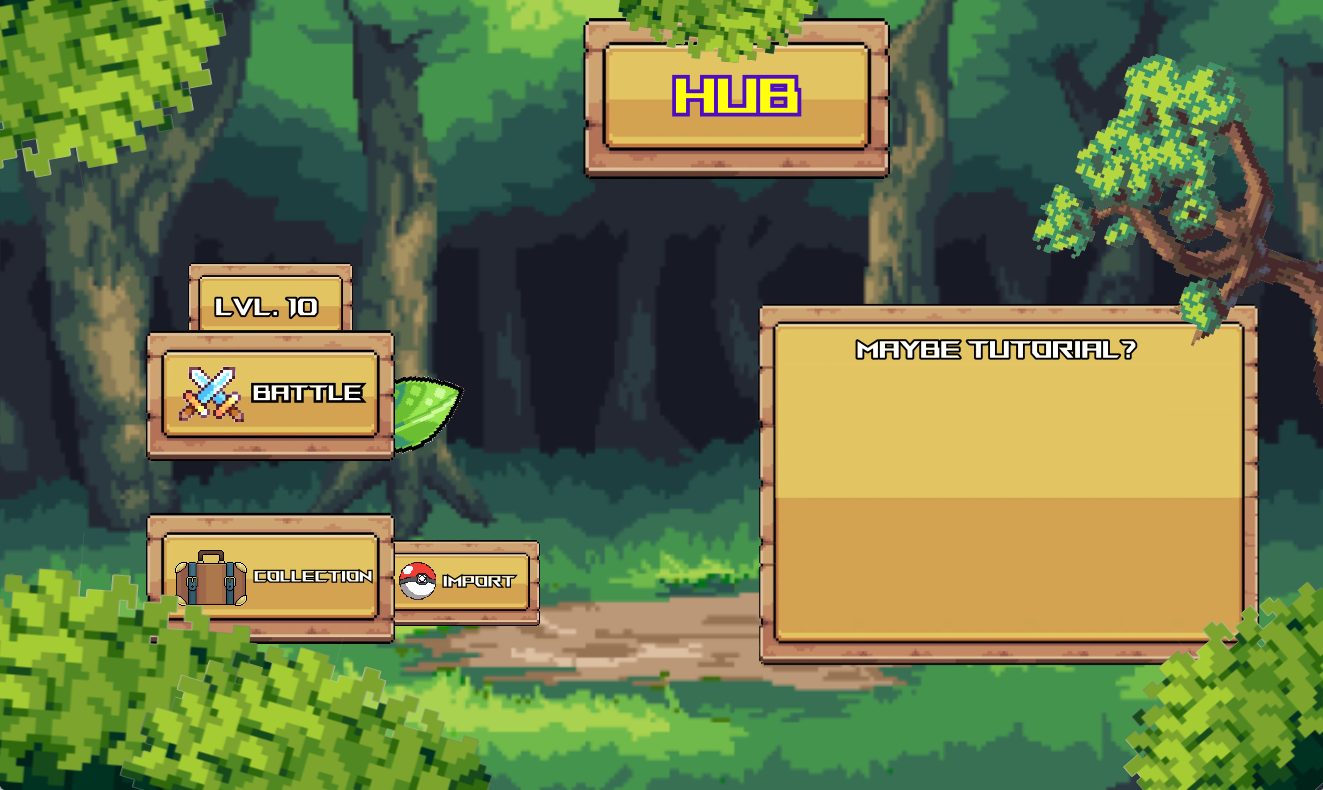 HUB
LVL. 10
BATTLE
MAYBE TUTORIAL?
COLLECTION
IMPORT